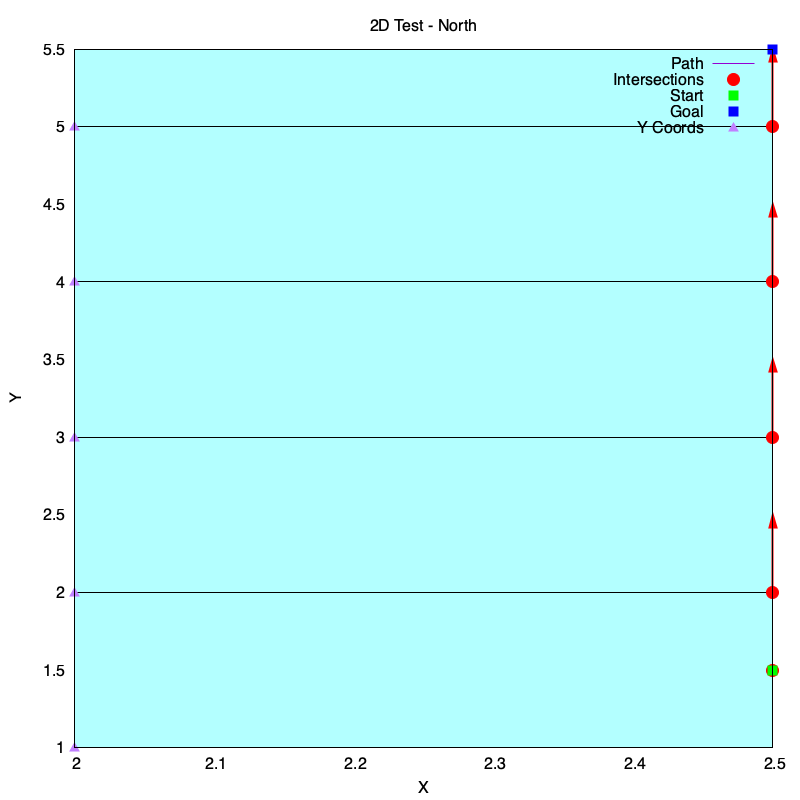 2D Test - North
5.5
Path
Intersections
Start
Goal
5
Y Coords
4.5
4
3.5
Y
3
2.5
2
1.5
1
2 2.1 2.2 2.3 2.4 2.5
X